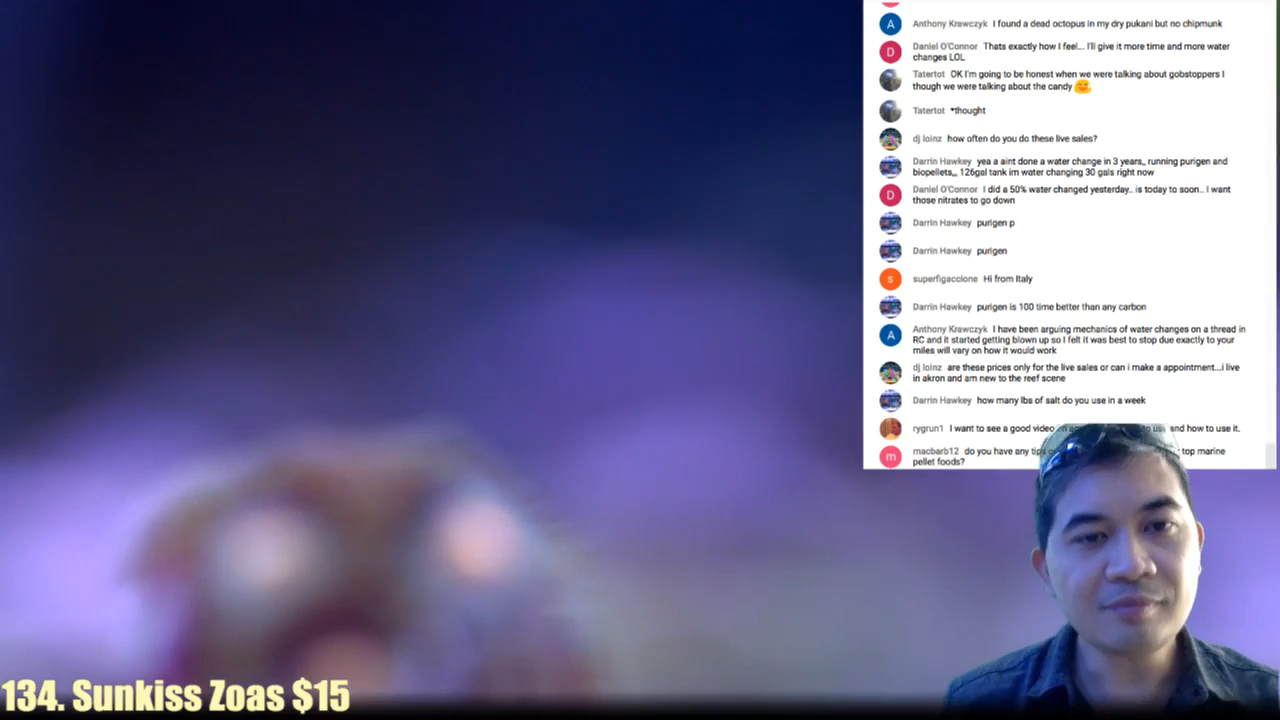 A Anthony Krawczyk I found a dead octopus in my dry pukani but no chipmunk
D Daniel O'Connor Thats exactly how I feel... I'll give it more time and more water
changes LOL
Tatertot OK I'm going to be honest when we were talking about gobstoppers I
though we were talking about the candy
Tatertot *thought
dj loinz how often do you do these live sales?
Darrin Hawkey yea a aint done a water change in 3 years,, running purigen and
biopellets,, 126gal tank im water changing 30 gals right now
D Daniel O'Connor I did a 50% water changed yesterday.. is today to soon.. I want
those nitrates to go down
Darrin Hawkey purigen p
Darrin Hawkey purigen
s superfigaccione Hi from Italy
Darrin Hawkey purigen is 100 time better than any carbon
A Anthony Krawczyk I have been arguing mechanics of water changes on a thread in
RC and it started getting blown up so I felt it was best to stop due exactly to your
miles will vary on how it would work
dj loinz are these prices only for the live sales or can i make a appointment...i live
in akron and am new to the reef scene
Darrin Hawkey how many lbs of salt do you use in a week
rygrun1 I want to see a good video to use and how to use it.
m macbarb12 do you have any tips top marine
pellet foods?
134. Sunkiss Zoas $15